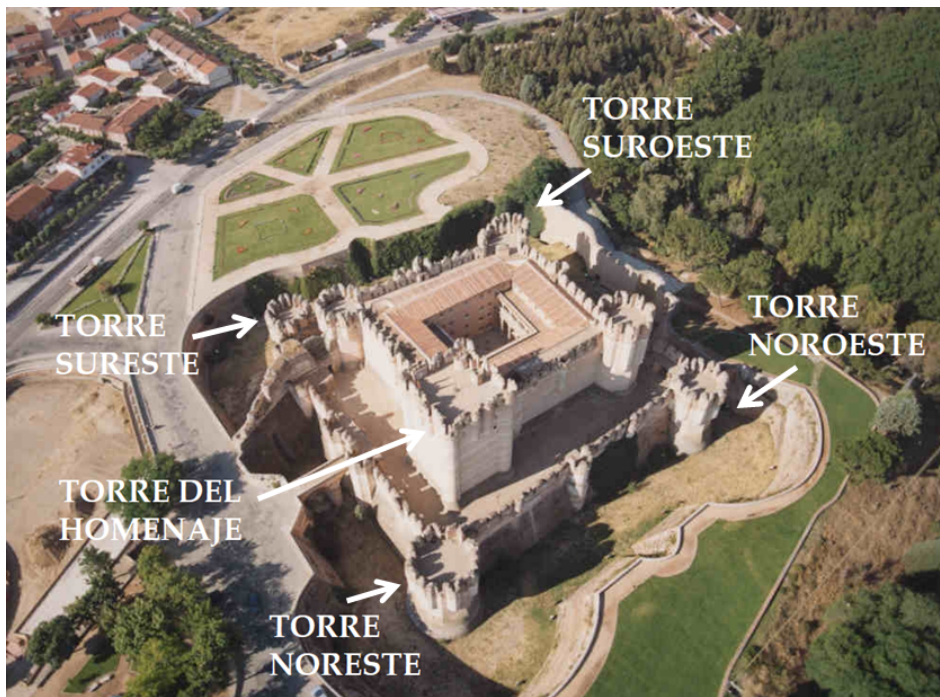 TORRE
SUROESTE
TORRE
NOROESTE
TORRE
SURESTE
TORRE DEL
HOMENAJE
TORRE
NORESTE